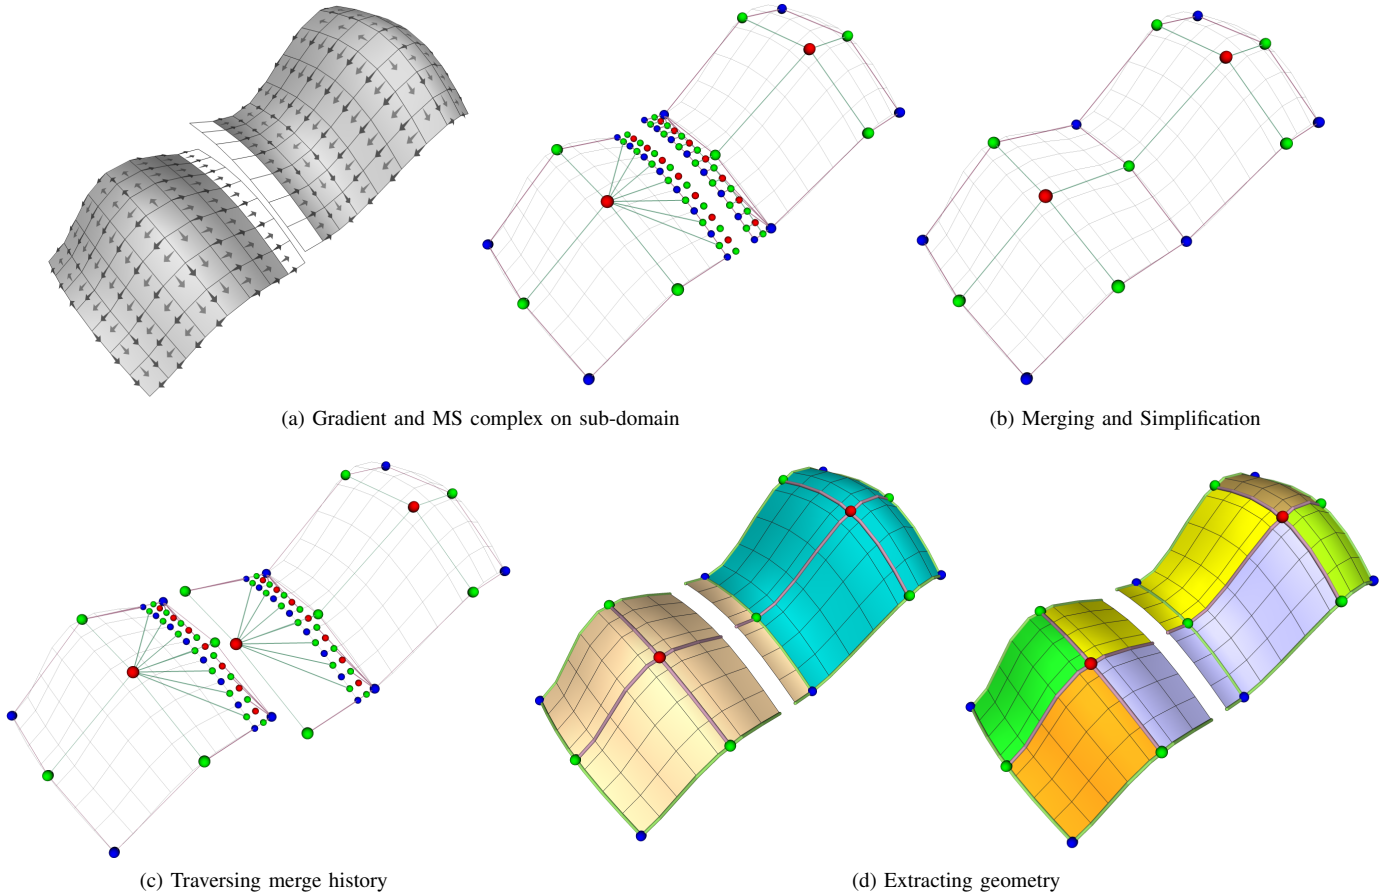 (a) Gradient and MS complex on sub-domain
(b) Merging and Simplification
(c) Traversing merge history
(d) Extracting geometry